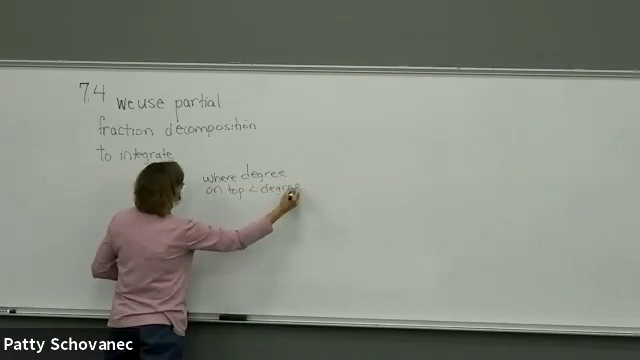 7.4 we use partial
fraction decomposition
to integrate
where degree
on top < degree
Patty Schovanec